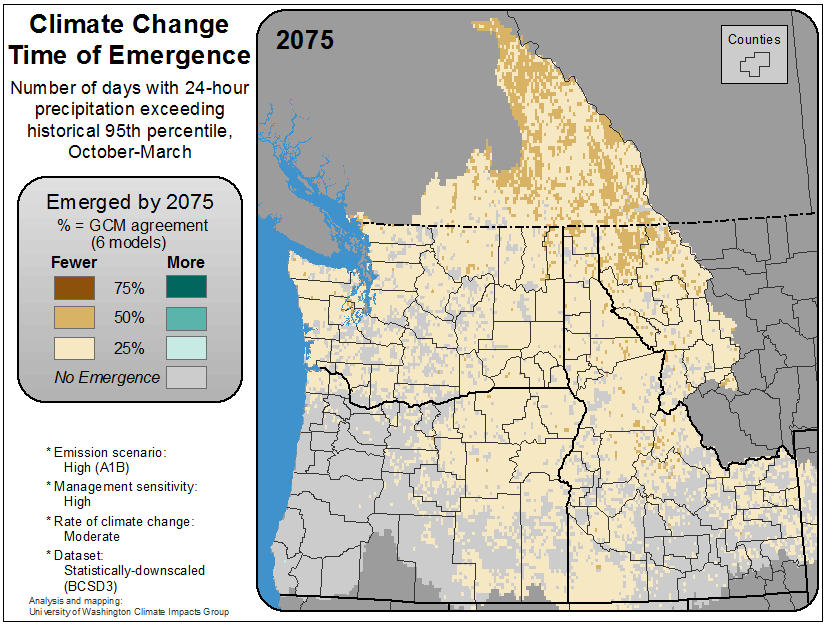 Climate Change
Time of Emergence
Number of days with 24-hour
precipitation exceeding
historical 95th percentile,
October-March
Emerged by 2075
% = GCM agreement
(6 models)
Fewer More
75%
50%
25%
No Emergence
* Emission scenario:
High (A1B)
* Management sensitivity:
High
* Rate of climate change:
Moderate
* Dataset:
Statistically-downscaled
(BCSD3)
Analysis and mapping:
University of Washington Climate Impacts Group
2075
Counties